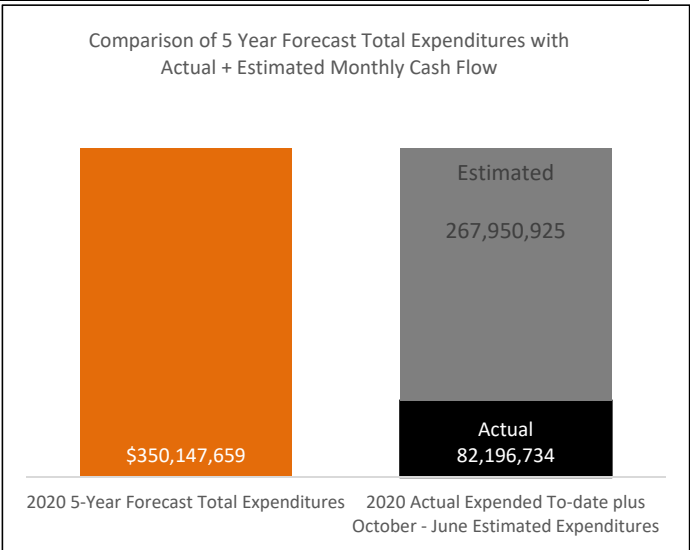 Comparison of 5 Year Forecast Total Expenditures with
Actual + Estimated Monthly Cash Flow
Estimated
267,950,925
Actual
$350,147,659
82,196,734
2020 5-Year Forecast Total Expenditures
2020 Actual Expended To-date plus
October - June Estimated Expenditures